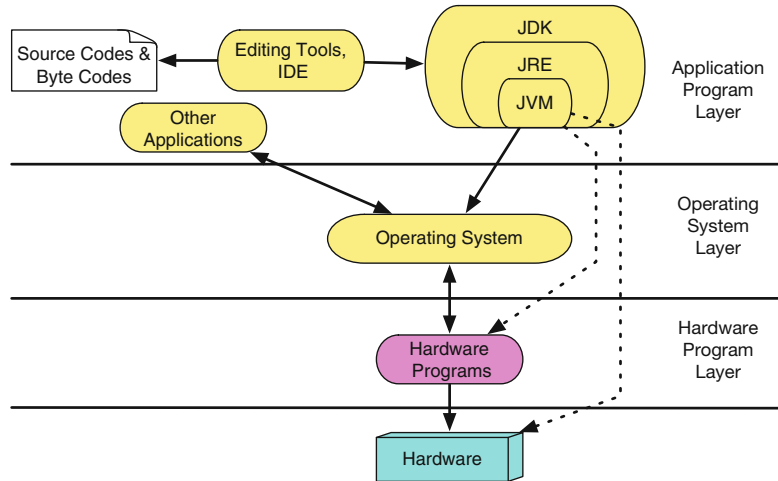 Source Codes &
Byte Codes
Editing Tools,
IDE
JDK
JRE
JVM
Application
Program
Layer
Other
Applications
Operating System
Operating
System
Layer
Hardware
Programs
Hardware
Program
Layer
Hardware